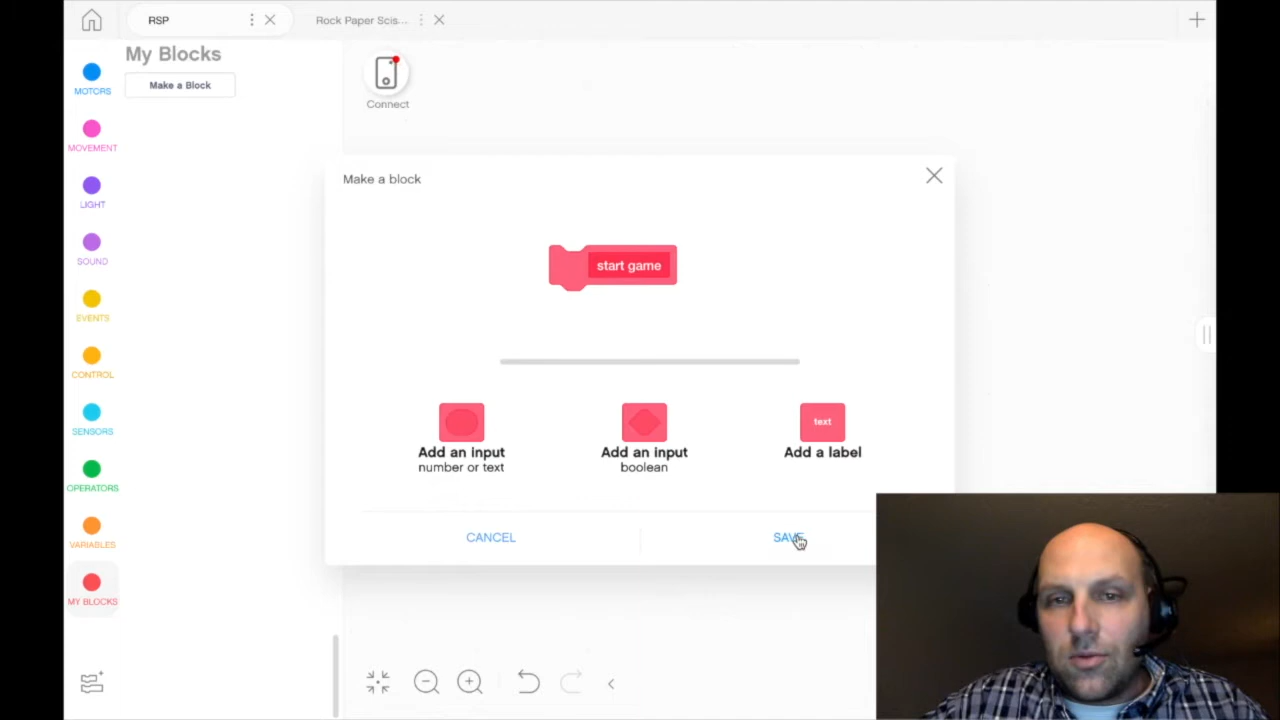 RSP
Rock Paper Scis...
My Blocks
Make a Block
MOTORS
MOVEMENT
LIGHT
SOUND
EVENTS
CONTROL
SENSORS
OPERATORS
VARIABLES
MY BLOCKS
Connect
Make a block
start game
text
Add an input
number or text
Add an input
boolean
Add a label
CANCEL
SAVE